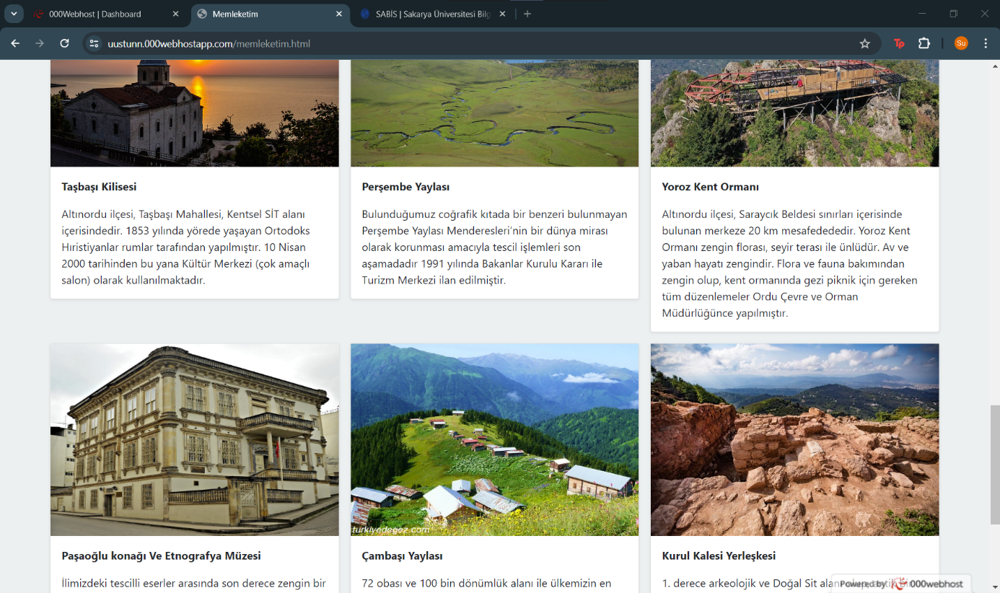 000Webhost | Dashboard
Memleketim
SABİS | Sakarya Üniversitesi Bilg
uustunn.000webhostapp.com/memleketim.html
Tp
Su
Taşbaşı Kilisesi
Altınordu ilçesi, Taşbaşı Mahallesi, Kentsel SİT alanı
içerisindedir. 1853 yılında yörede yaşayan Ortodoks
Hıristiyanlar rumlar tarafından yapılmıştır. 10 Nisan
2000 tarihinden bu yana Kültür Merkezi (çok amaçlı
salon) olarak kullanılmaktadır.
Perşembe Yaylası
Bulunduğumuz coğrafik kıtada bir benzeri bulunmayan
Perşembe Yaylası Menderesleri’nin bir dünya mirası
olarak korunması amacıyla tescil işlemleri son
aşamadadır 1991 yılında Bakanlar Kurulu Kararı ile
Turizm Merkezi ilan edilmiştir.
Yoroz Kent Ormanı
Altınordu ilçesi, Saraycık Beldesi sınırları içerisinde
bulunan merkeze 20 km mesafedededir. Yoroz Kent
Ormanı zengin florası, seyir terası ile ünlüdür. Av ve
yaban hayatı zengindir. Flora ve fauna bakımından
zengin olup, kent ormanında gezi piknik için gereken
tüm düzenlemeler Ordu Çevre ve Orman
Müdürlüğünce yapılmıştır.
turkiyedegez.com
Paşaoğlu konağı Ve Etnografya Müzesi
İlimizdeki tescilli eserler arasında son derece zengin bir
Çambaşı Yaylası
72 obası ve 100 bin dönümlük alanı ile ülkemizin en
Kurul Kalesi Yerleşkesi
1. derece arkeolojik ve Doğal Sit alanı olup, antik bir
Powered by 000webhost